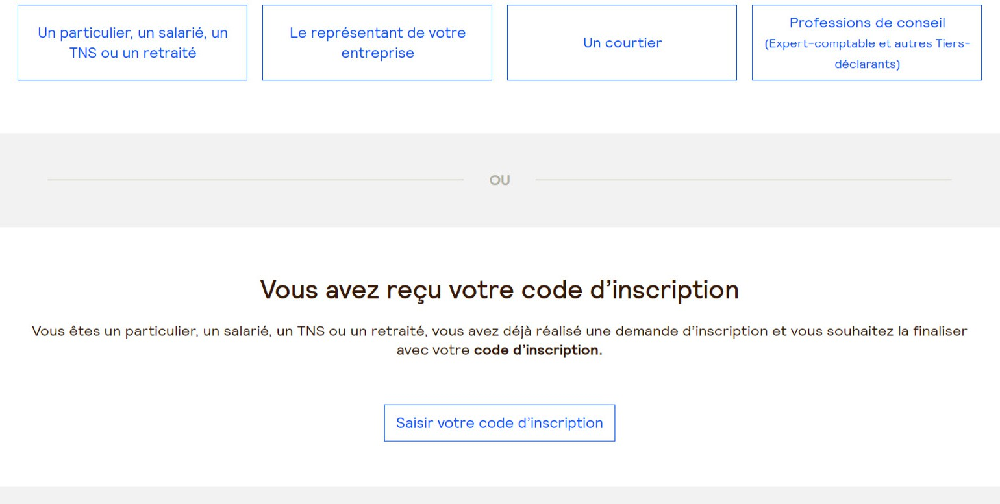 Un particulier, un salarié, un
TNS ou un retraité
Le représentant de votre
entreprise
Un courtier
Professions de conseil
(Expert-comptable et autres Tiers-
déclarants)
OU
Vous avez reçu votre code d’inscription
Vous êtes un particulier, un salarié, un TNS ou un retraité, vous avez déjà réalisé une demande d’inscription et vous souhaitez la finaliser
avec votre code d’inscription.
Saisir votre code d’inscription